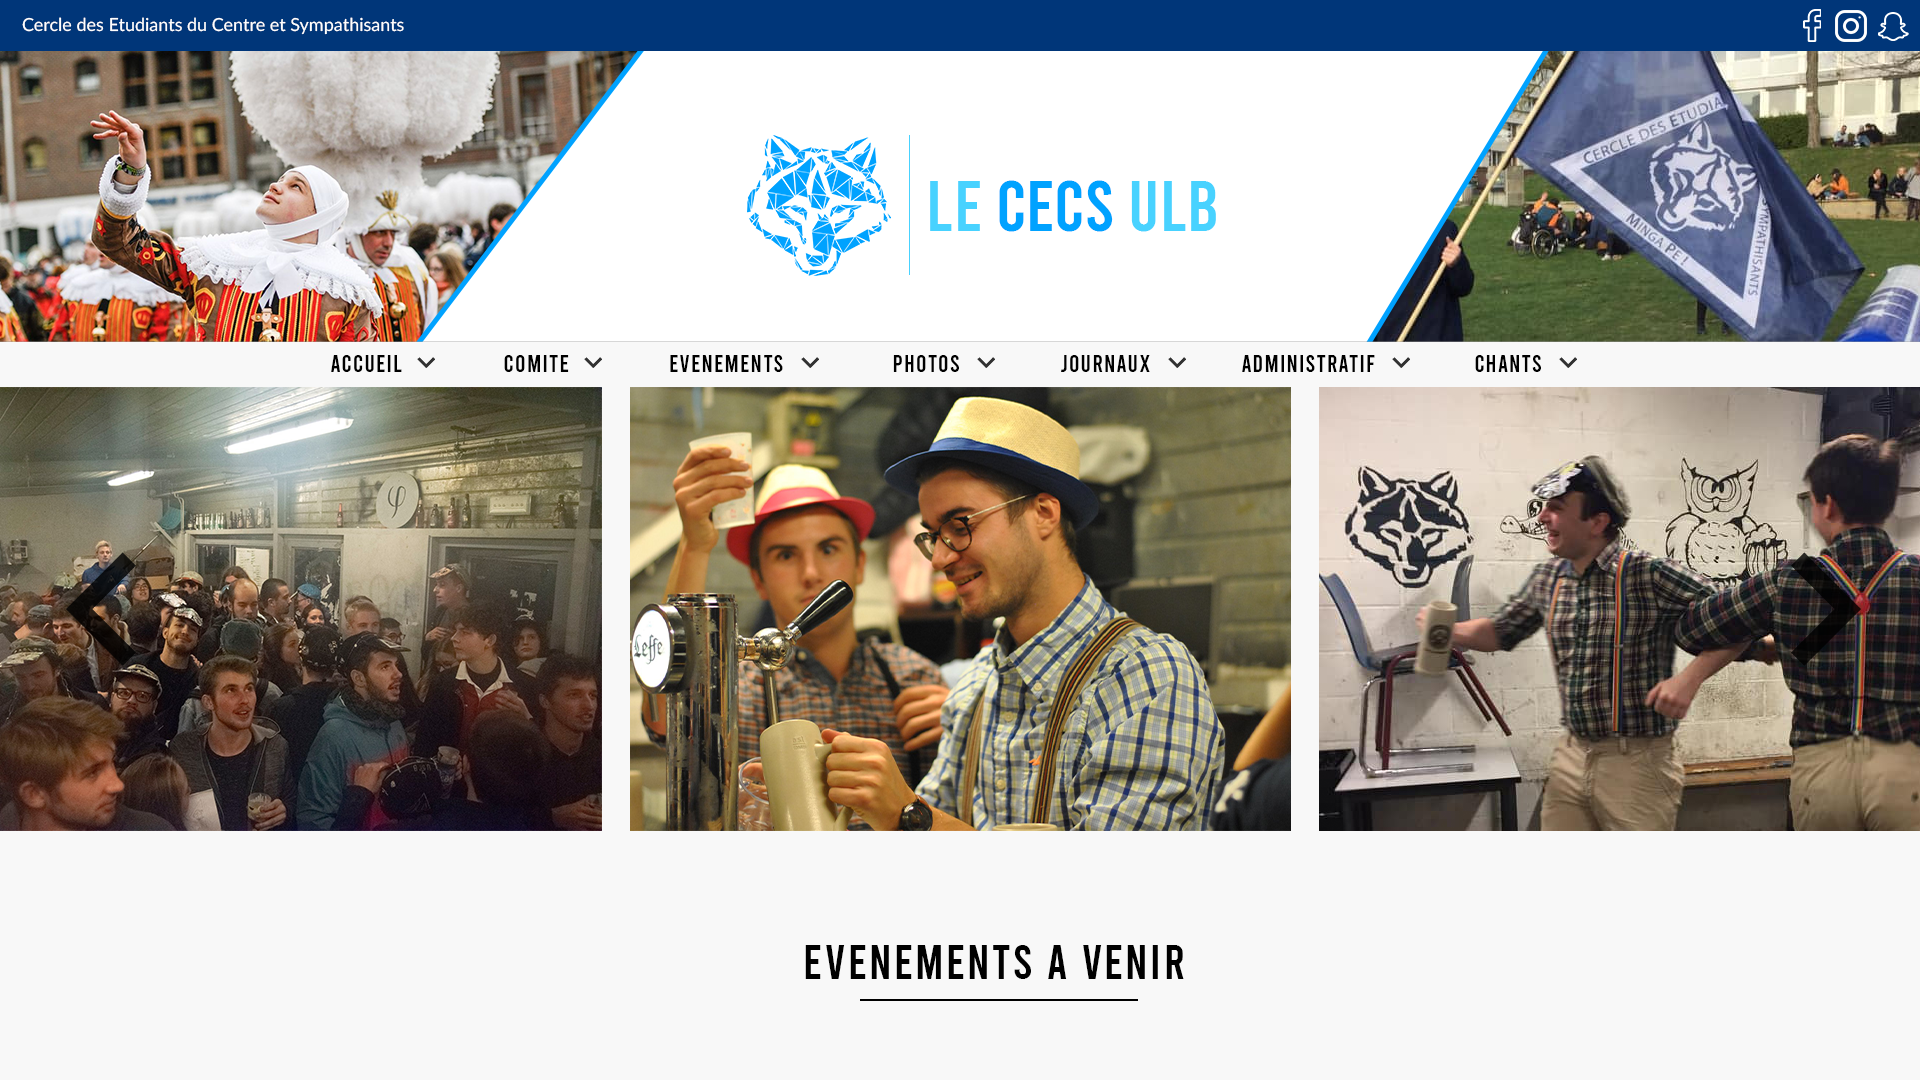 Cercle des Etudiants du Centre et Sympathisants
LE CECS ULB
CERCLE DES ETUDIA
SYMPATHISANTS
MINGA PE!
ACCUEIL
COMITE
EVENEMENTS
PHOTOS
JOURNAUX
ADMINISTRATIF
CHANTS
φ
Leffe
EVENEMENTS A VENIR